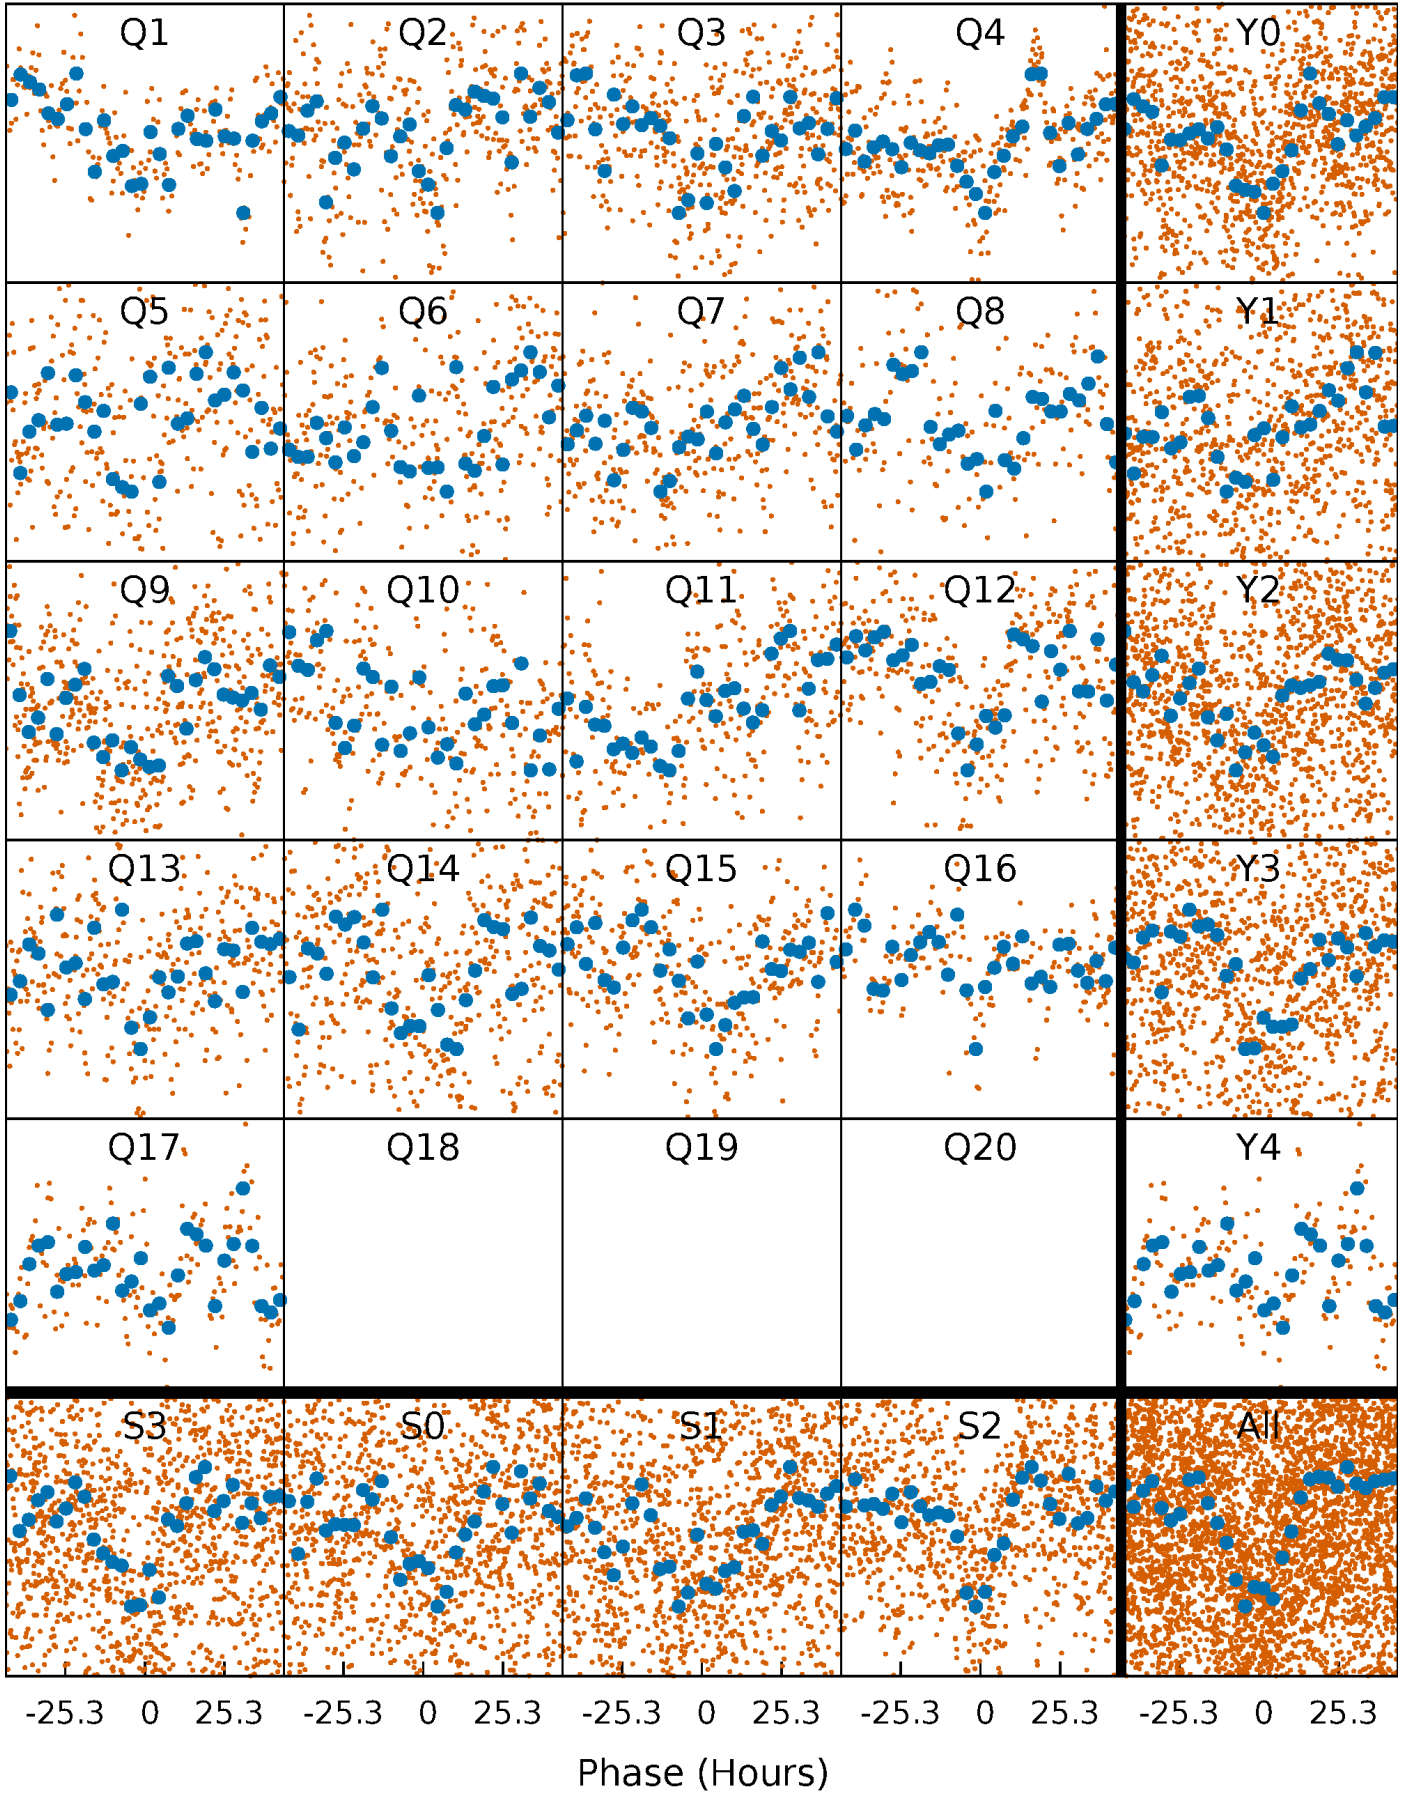 Q1 Q2 Q3 Q4 Y0
Q5 Q6 Q7 Q8 Y1
Q9 Q10 Q11 Q12 Y2
Q13 Q14 Q15 Q16 Y3
Q17 Q18 Q19 Q20 Y4
S3 S0 S1 S2 All
-25.3 0 25.3 -25.3 0 25.3 -25.3 0 25.3 -25.3 0 25.3 -25.3 0 25.3
Phase (Hours)